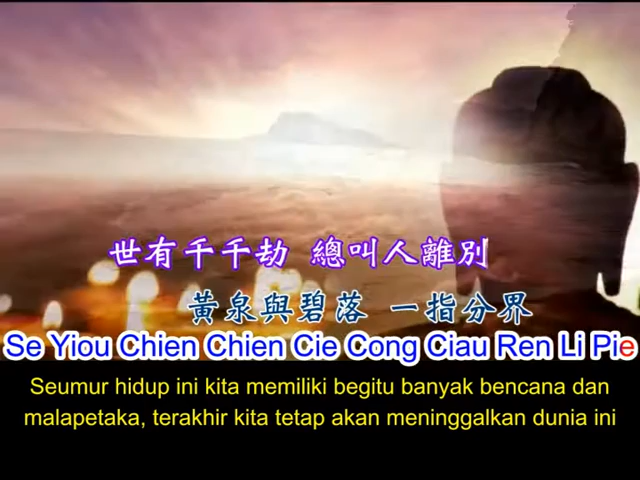 世有千千劫 總叫人離別
黃泉與碧落 一指分界
Se Yiou Chien Chien Cie Cong Ciau Ren Li Pie
Seumur hidup ini kita memiliki begitu banyak bencana dan
malapetaka, terakhir kita tetap akan meninggalkan dunia ini